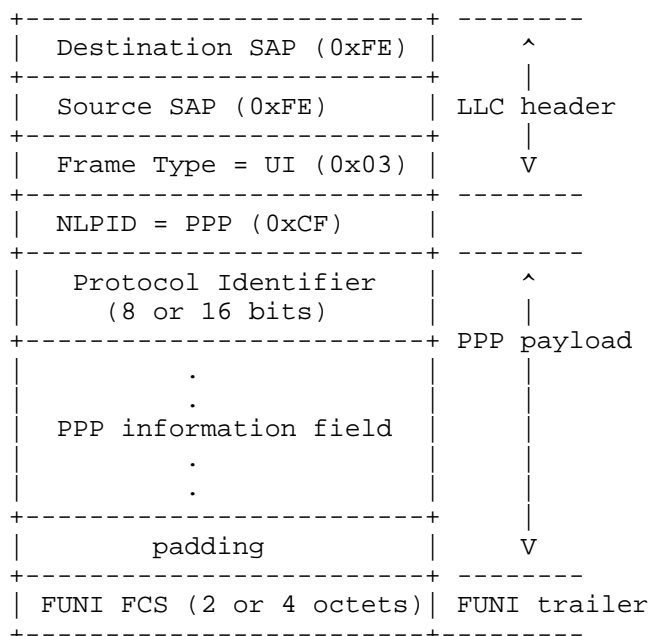 +-------------------------+ --------
| Destination SAP (0xFE) | ^
+-------------------------+ |
| Source SAP (0xFE) | LLC header
+-------------------------+ |
| Frame Type = UI (0x03) | V
+-------------------------+ --------
| NLPID = PPP (0xCF) |
+-------------------------+ --------
| Protocol Identifier | ^
| (8 or 16 bits) | |
+-------------------------+ PPP payload
| . | |
| . | |
| PPP information field | |
| . | |
| . | |
+-------------------------+ |
| padding | V
+-------------------------+ --------
| FUNI FCS (2 or 4 octets)| FUNI trailer
+-------------------------+---------